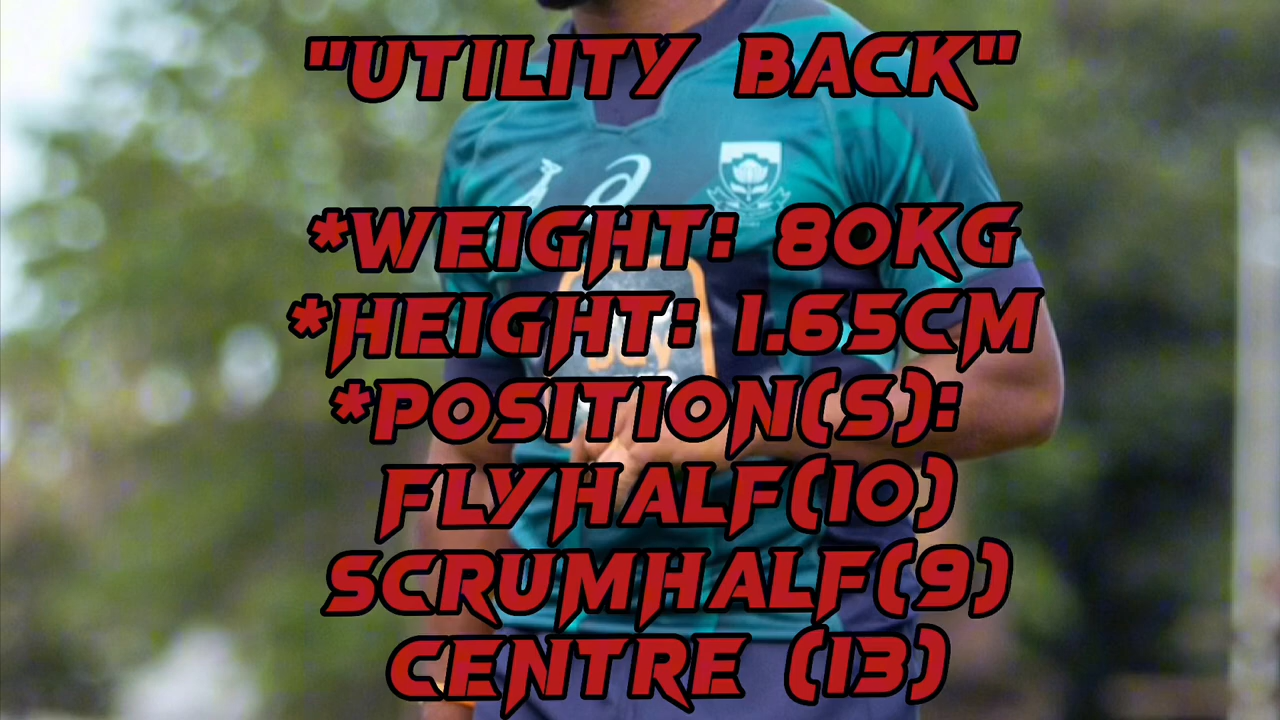 "UTILITY BACK"
*WEIGHT: 80KG
*HEIGHT: 1.65CM
*POSITION(S):
FLYHALF(10)
SCRUMHALF(9)
CENTRE (13)